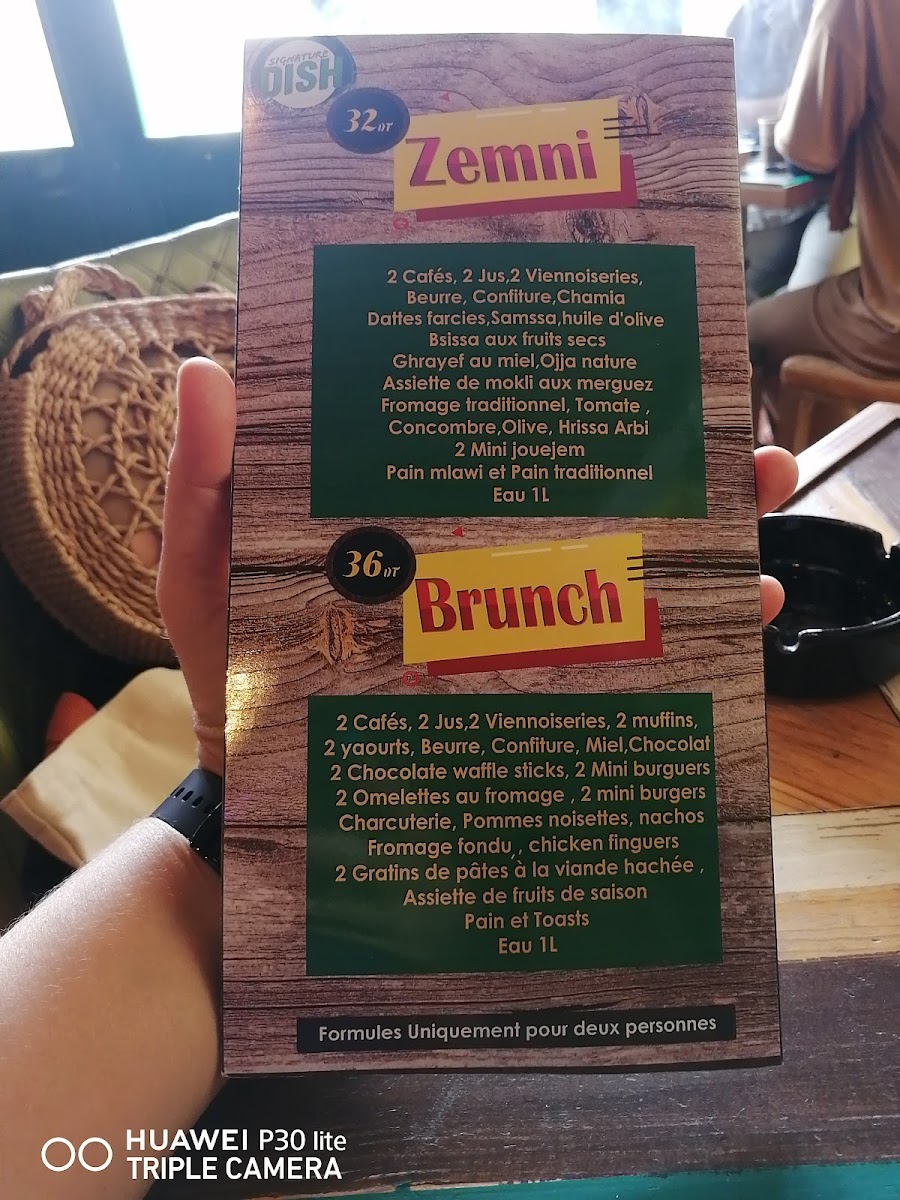 SIGNATURE
DISH
32 DT
Zemni
2 Cafés, 2 Jus,2 Viennoiseries,
Beurre, Confiture,Chamia
Dattes farcies,Samssa,huile d'olive
Bsissa aux fruits secs
Ghrayef au miel,Ojja nature
Assiette de mokli aux merguez
Fromage traditionnel, Tomate ,
Concombre,Olive, Hrissa Arbi
2 Mini jouejem
Pain mlawi et Pain traditionnel
Eau 1L
36 DT
Brunch
2 Cafés, 2 Jus,2 Viennoiseries, 2 muffins,
2 yaourts, Beurre, Confiture, Miel,Chocolat
2 Chocolate waffle sticks, 2 Mini burguers
2 Omelettes au fromage , 2 mini burgers
Charcuterie, Pommes noisettes, nachos
Fromage fondu,, chicken finguers
2 Gratins de pâtes à la viande hachée ,
Assiette de fruits de saison
Pain et Toasts
Eau 1L
Formules Uniquement pour deux personnes
HUAWEI P30 lite
TRIPLE CAMERA